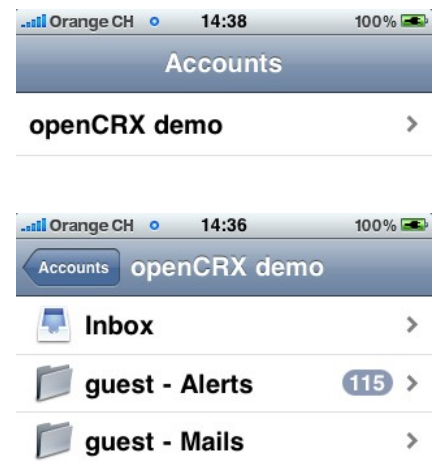 Orange CH 14:38 100%
Accounts
openCRX demo
Orange CH 14:36 100%
Accounts openCRX demo
Inbox
guest - Alerts 115
guest - Mails